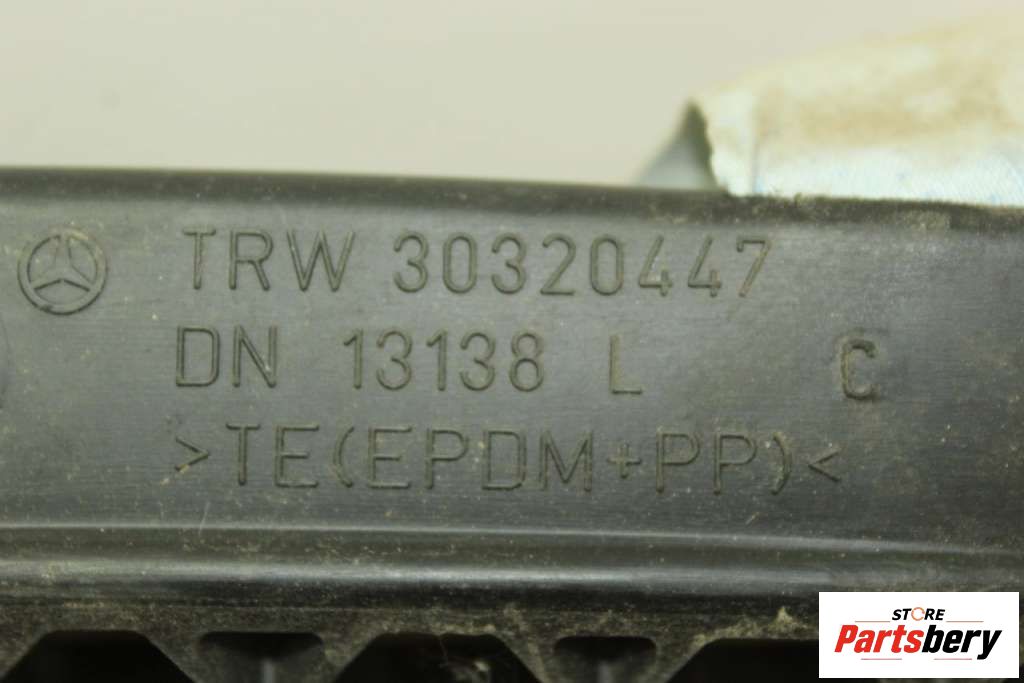 TRW 30320447
DN 13138 L C
>TE(EPDM+PP)<
STORE
Partsbery